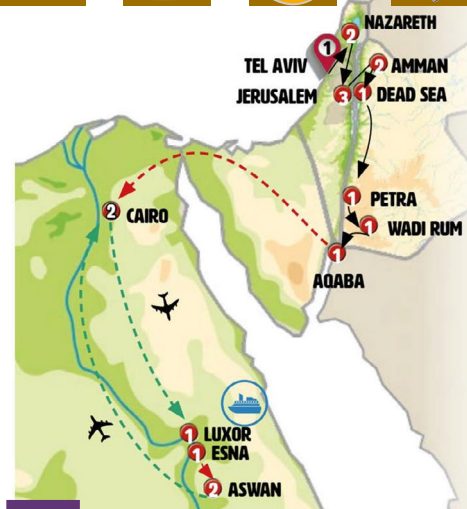 2 NAZARETH
1
TEL AVIV
2 AMMAN
JERUSALEM 3
1 DEAD SEA
1 PETRA
1 WADI RUM
2 CAIRO
1
AQABA
1 LUXOR
1 ESNA
2 ASWAN